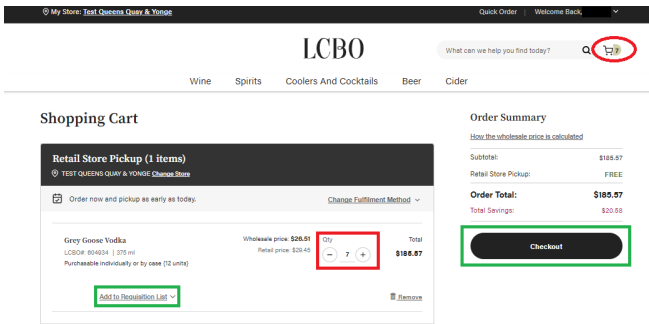 My Store: Test Queens Quay & Yonge
Quick Order | Welcome Back,
LCBO
What can we help you find today?
7
Wine Spirits Coolers And Cocktails Beer Cider
Shopping Cart
Retail Store Pickup (1 items)
TEST QUEENS QUAY & YONGE Change Store
Order now and pickup as early as today.
Change Fulfilment Method
Grey Goose Vodka
LCBO#: 604934 | 375 ml
Purchasable individually or by case (12 units)
Wholesale price: $26.51
Retail price: $29.45
Qty
- 7 +
Total
$185.57
Add to Requisition List
Remove
Order Summary
How the wholesale price is calculated
Subtotal: $185.57
Retail Store Pickup: FREE
Order Total: $185.57
Total Savings: $20.58
Checkout